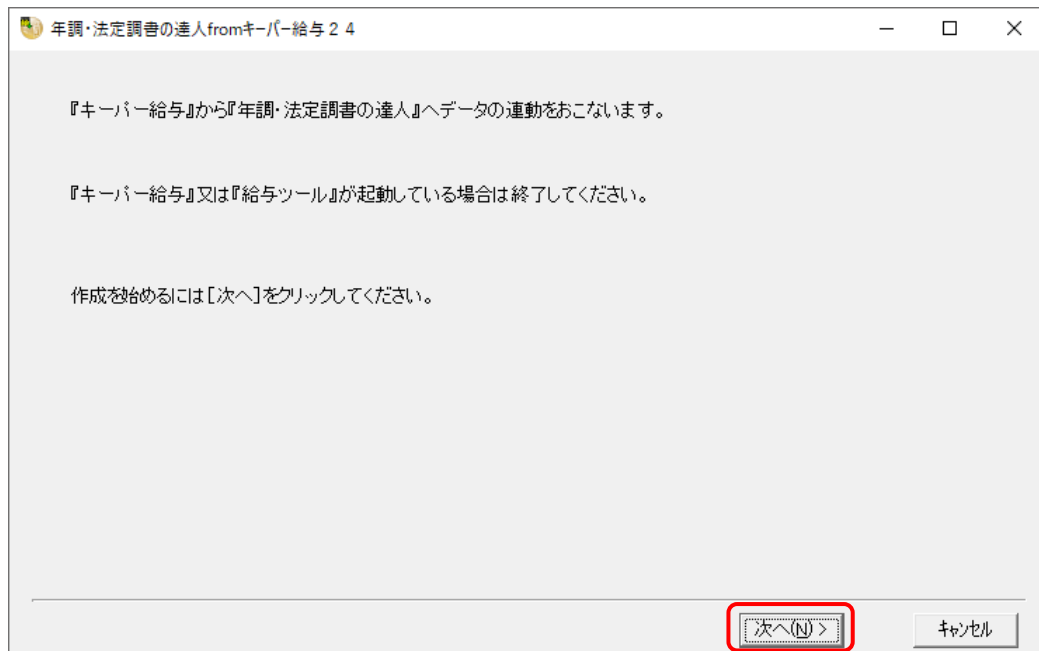 年調・法定調書の達人fromキーパー給与２４
『キーパー給与』から『年調・法定調書の達人』へデータの連動をおこないます。
『キーパー給与』又は『給与ツール』が起動している場合は終了してください。
作成を始めるには[次へ]をクリックしてください。
次へ(N) >
キャンセル